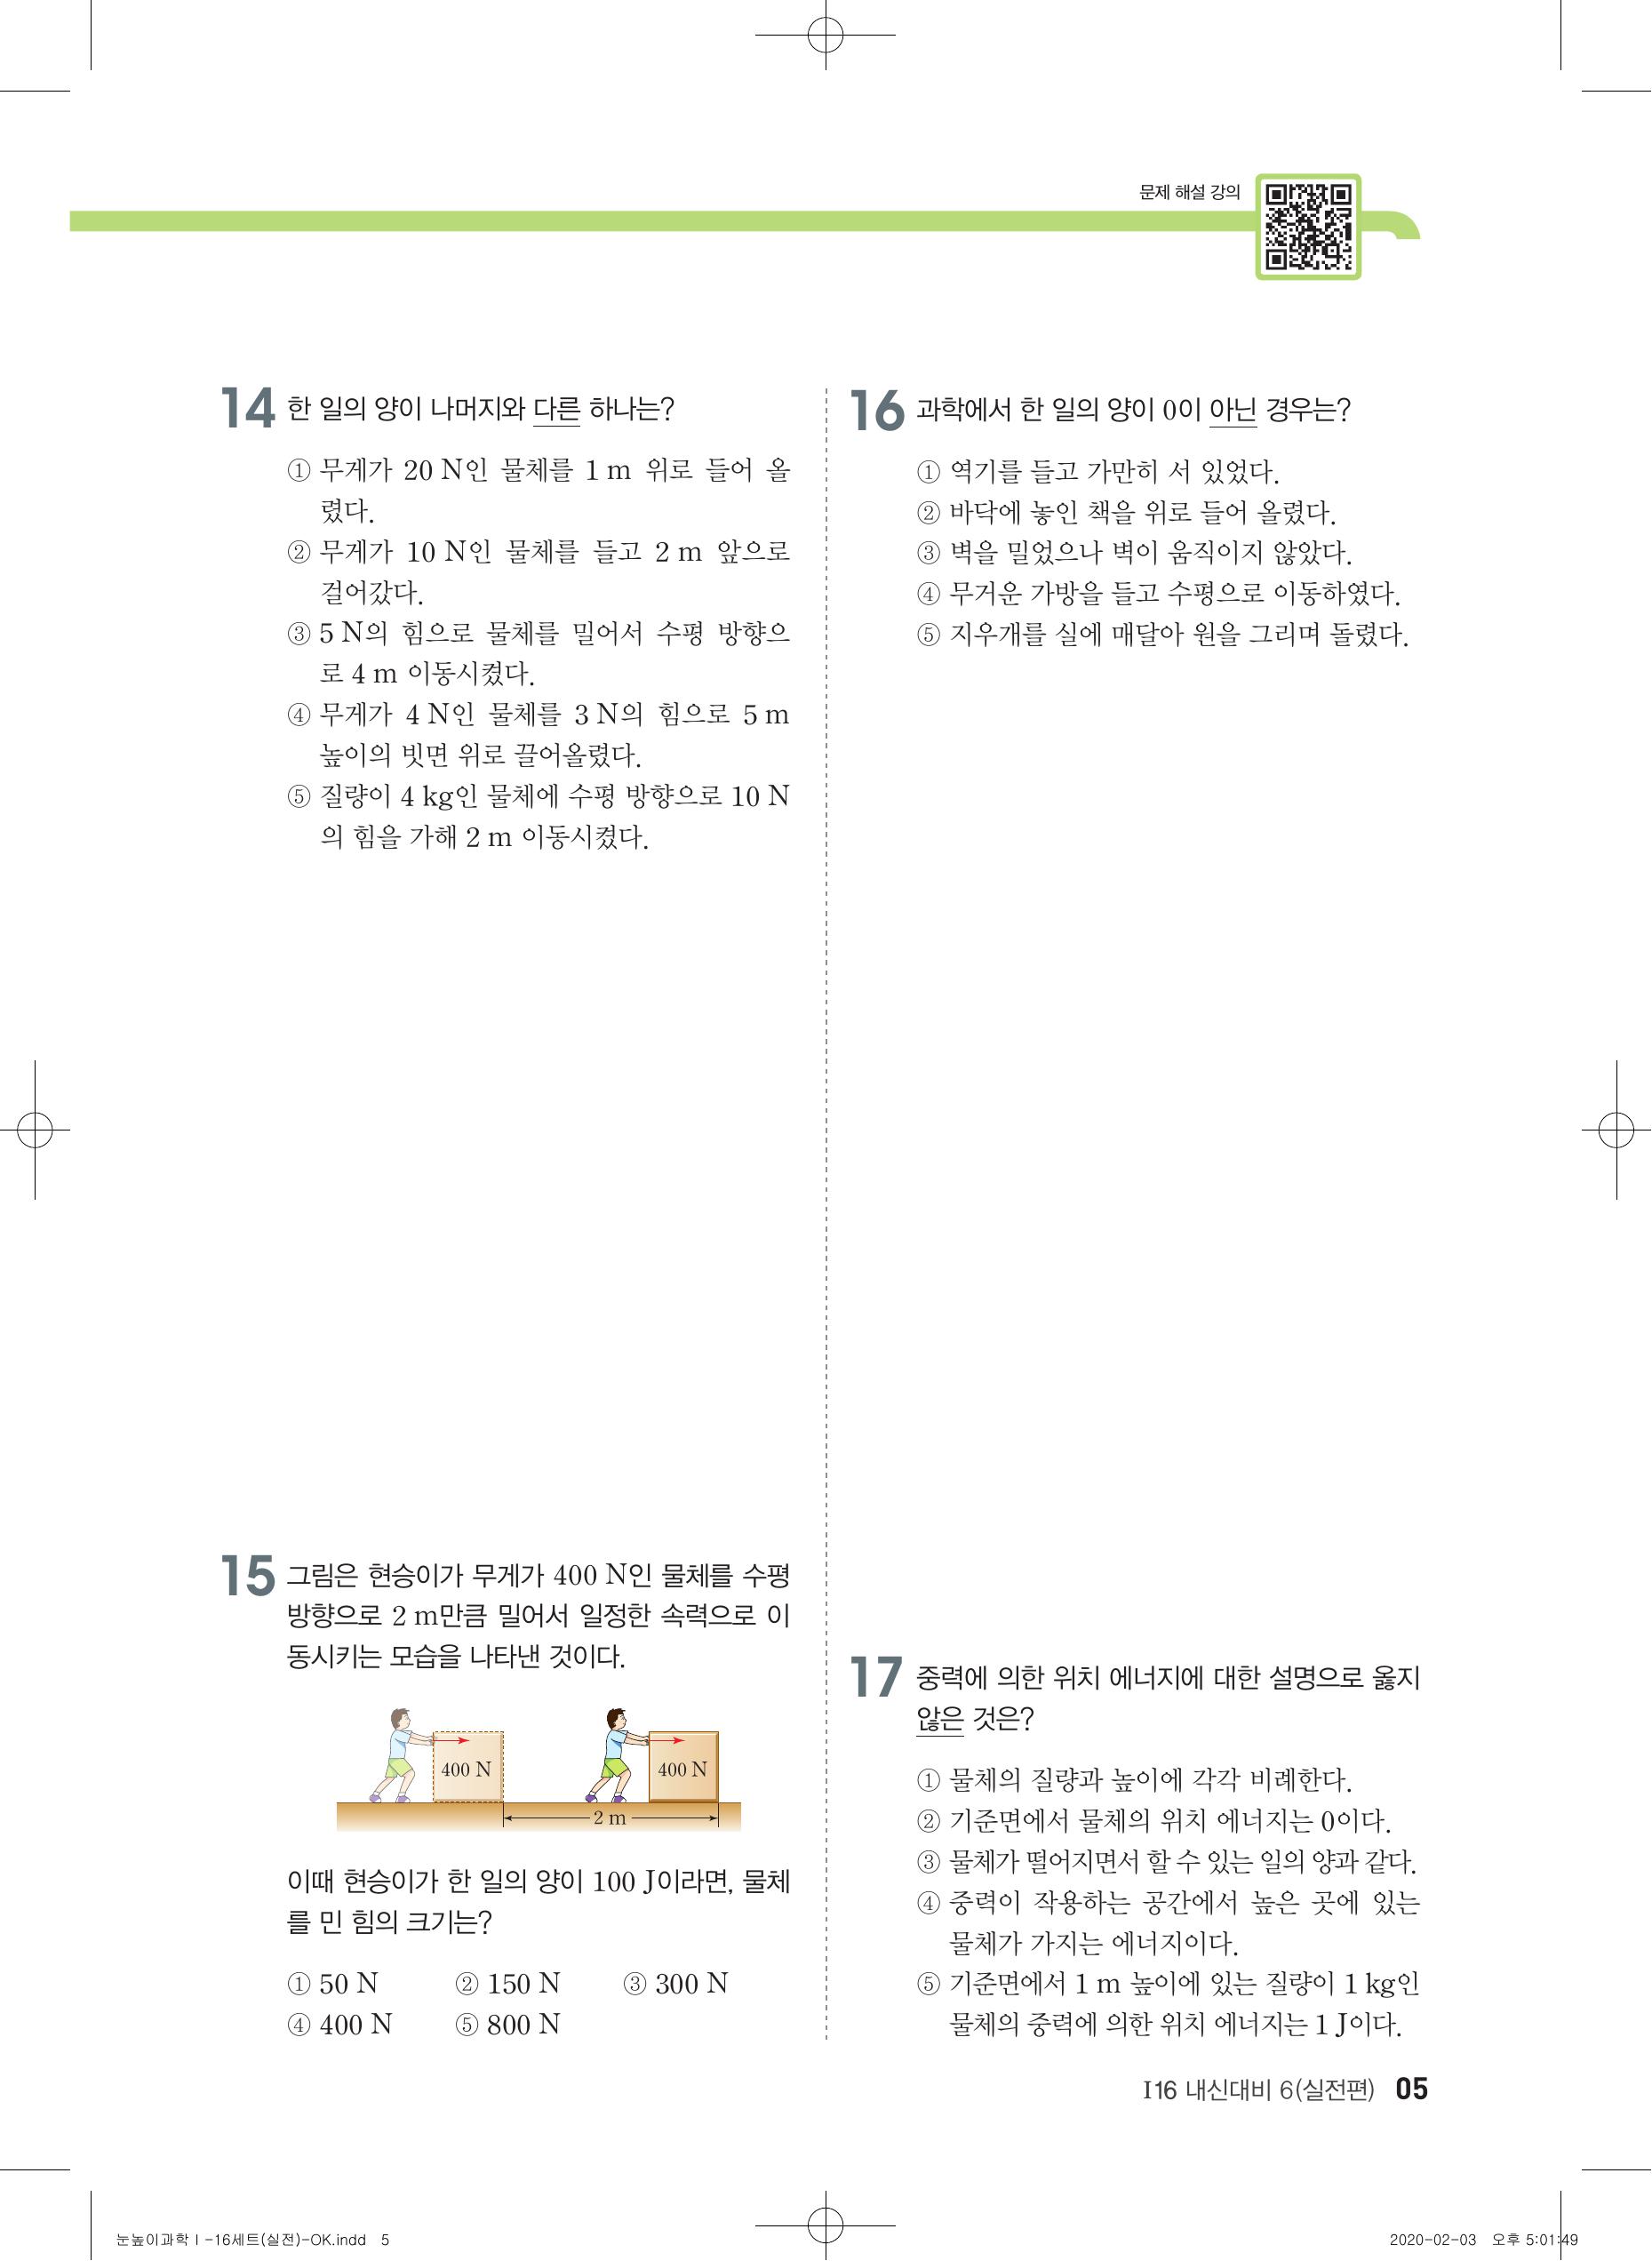 문제 해설 강의
14 한 일의 양이 나머지와 다른 하나는?
① 무게가 20 N인 물체를 1 m 위로 들어 올
렸다.
② 무게가 10 N인 물체를 들고 2 m 앞으로
걸어갔다.
③ 5 N의 힘으로 물체를 밀어서 수평 방향으
로 4 m 이동시켰다.
④ 무게가 4 N인 물체를 3 N의 힘으로 5 m
높이의 빗면 위로 끌어올렸다.
⑤ 질량이 4 kg인 물체에 수평 방향으로 10 N
의 힘을 가해 2 m 이동시켰다.
15 그림은 현승이가 무게가 400 N인 물체를 수평
방향으로 2 m만큼 밀어서 일정한 속력으로 이
동시키는 모습을 나타낸 것이다.
400 N
400 N
2 m
이때 현승이가 한 일의 양이 100 J이라면, 물체
를 민 힘의 크기는?
① 50 N ② 150 N ③ 300 N
④ 400 N ⑤ 800 N
16 과학에서 한 일의 양이 0이 아닌 경우는?
① 역기를 들고 가만히 서 있었다.
② 바닥에 놓인 책을 위로 들어 올렸다.
③ 벽을 밀었으나 벽이 움직이지 않았다.
④ 무거운 가방을 들고 수평으로 이동하였다.
⑤ 지우개를 실에 매달아 원을 그리며 돌렸다.
17 중력에 의한 위치 에너지에 대한 설명으로 옳지
않은 것은?
① 물체의 질량과 높이에 각각 비례한다.
② 기준면에서 물체의 위치 에너지는 0이다.
③ 물체가 떨어지면서 할 수 있는 일의 양과 같다.
④ 중력이 작용하는 공간에서 높은 곳에 있는
물체가 가지는 에너지이다.
⑤ 기준면에서 1 m 높이에 있는 질량이 1 kg인
물체의 중력에 의한 위치 에너지는 1 J이다.
I16 내신대비 6(실전편) 05
눈높이과학 I -16세트(실전)-OK.indd 5
2020-02-03 오후 5:01:49